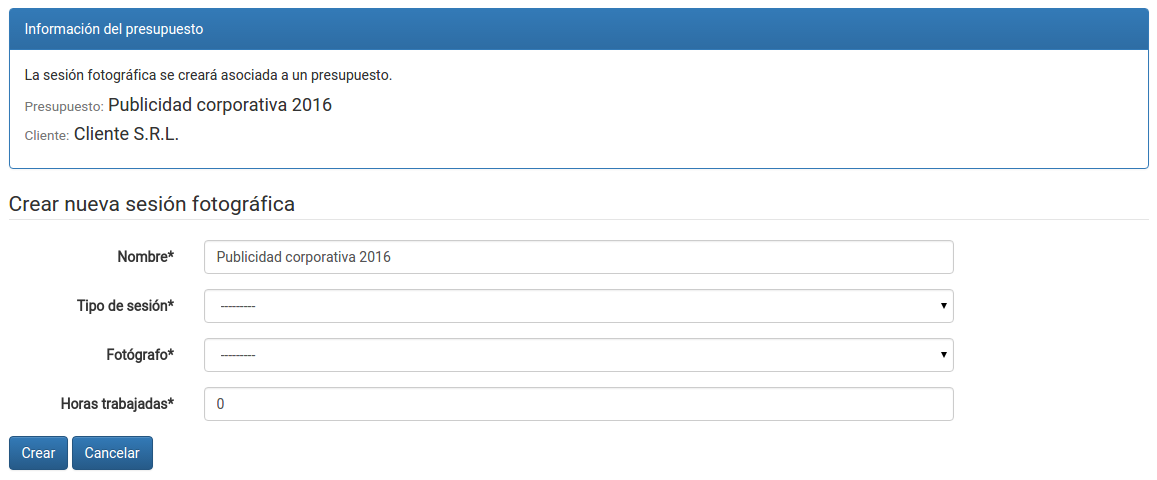 Información del presupuesto
La sesión fotográfica se creará asociada a un presupuesto.
Presupuesto: Publicidad corporativa 2016
Cliente: Cliente S.R.L.
Crear nueva sesión fotográfica
Nombre* Publicidad corporativa 2016
Tipo de sesión* ---------
Fotógrafo* ---------
Horas trabajadas* 0
Crear Cancelar